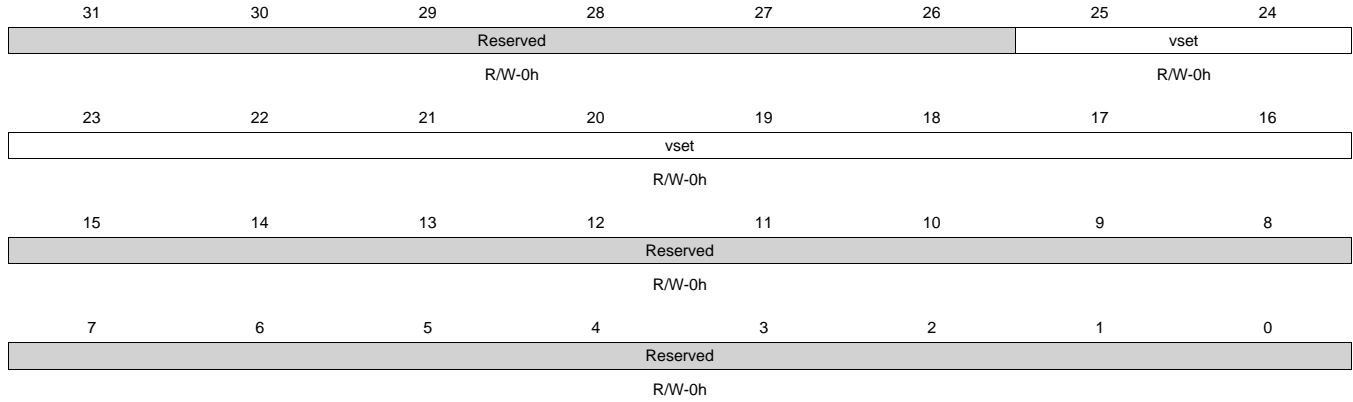 31 30 29 28 27 26 25 24
Reserved vset
R/W-0h R/W-0h
23 22 21 20 19 18 17 16
vset
R/W-0h
15 14 13 12 11 10 9 8
Reserved
R/W-0h
7 6 5 4 3 2 1 0
Reserved
R/W-0h